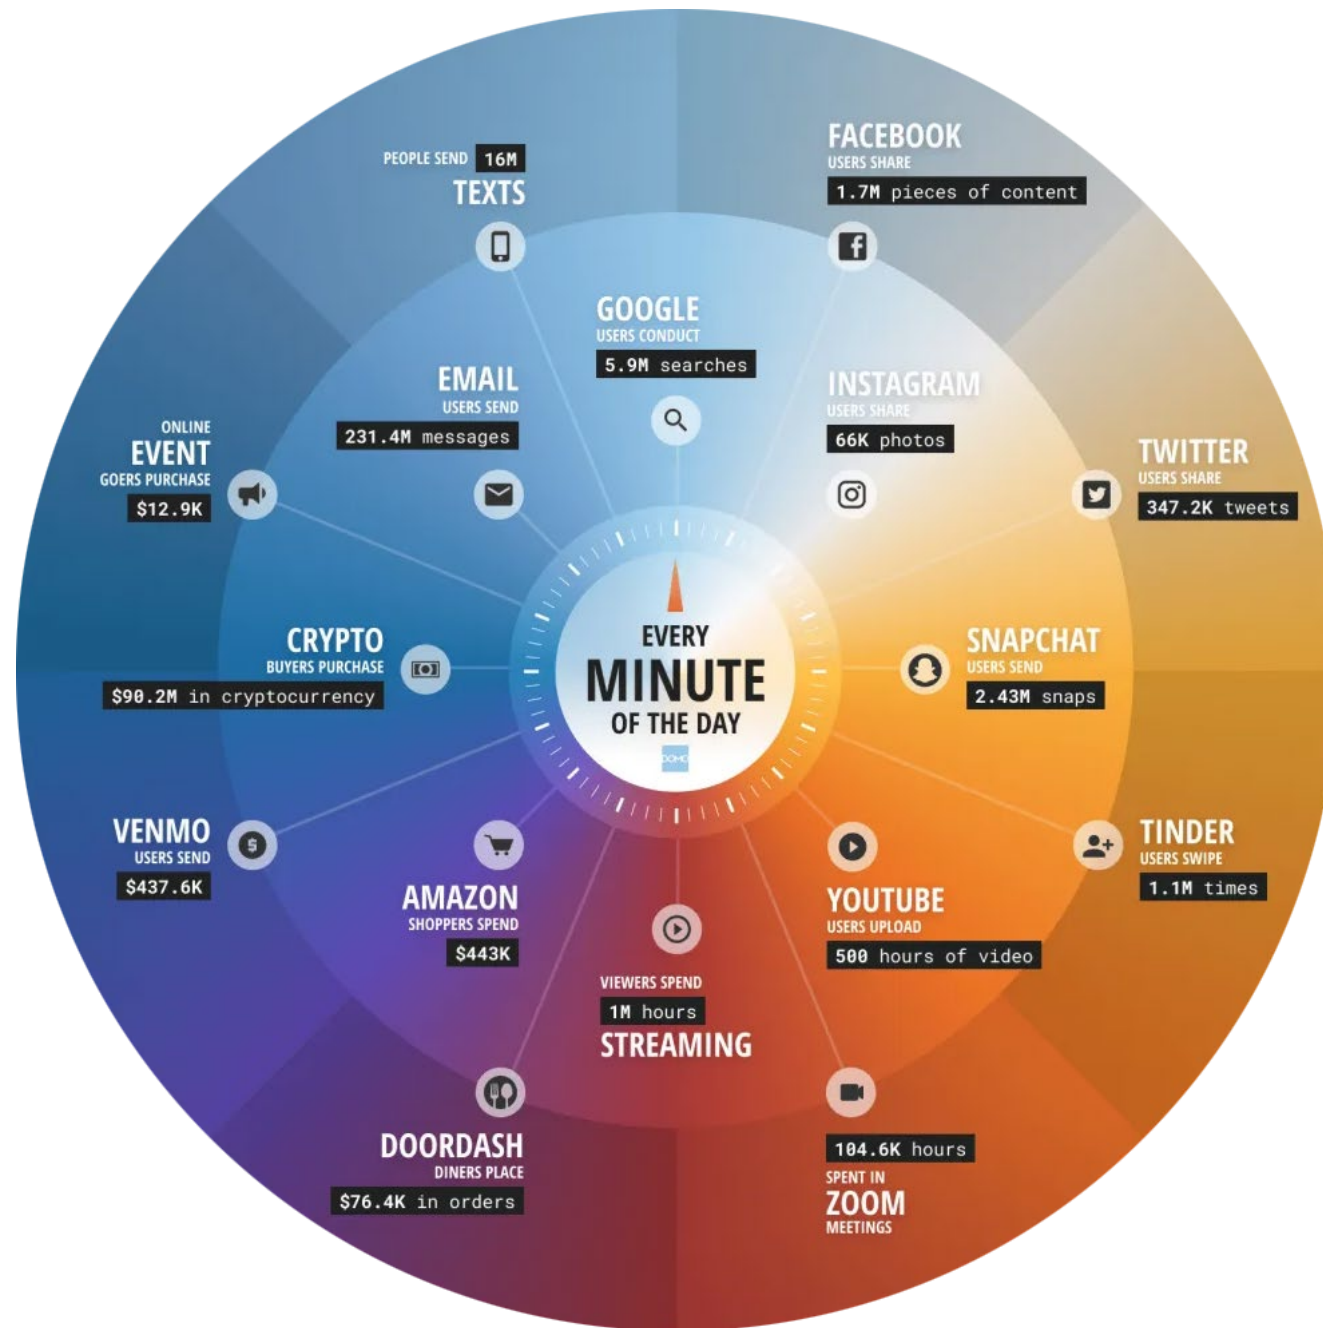 PEOPLE SEND 16M
TEXTS
FACEBOOK
USERS SHARE
1.7M pieces of content
GOOGLE
USERS CONDUCT
5.9M searches
EMAIL
USERS SEND
231.4M messages
INSTAGRAM
USERS SHARE
66K photos
ONLINE
EVENT
GOERS PURCHASE
$12.9K
TWITTER
USERS SHARE
347.2K tweets
CRYPTO
BUYERS PURCHASE
$90.2M in cryptocurrency
EVERY
MINUTE
OF THE DAY
DOMO
SNAPCHAT
USERS SEND
2.43M snaps
VENMO
USERS SEND
$437.6K
AMAZON
SHOPPERS SPEND
$443K
VIEWERS SPEND
1M hours
STREAMING
YOUTUBE
USERS UPLOAD
500 hours of video
TINDER
USERS SWIPE
1.1M times
DOORDASH
DINERS PLACE
$76.4K in orders
104.6K hours
SPENT IN
ZOOM
MEETINGS